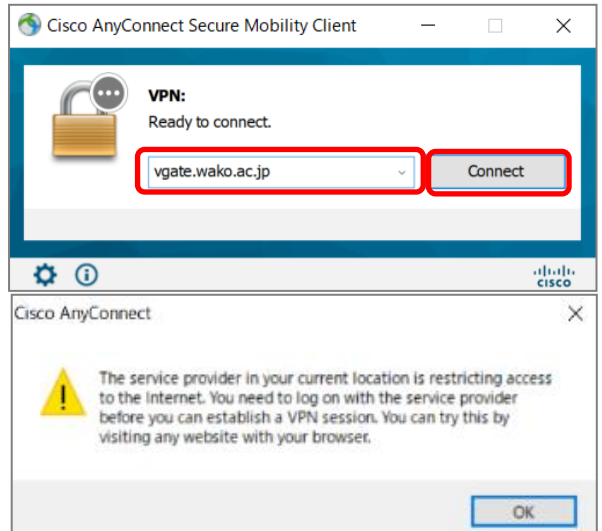 Cisco AnyConnect Secure Mobility Client
VPN:
Ready to connect.
vgate.wako.ac.jp
Connect
cisco
Cisco AnyConnect
The service provider in your current location is restricting access
to the Internet. You need to log on with the service provider
before you can establish a VPN session. You can try this by
visiting any website with your browser.
OK